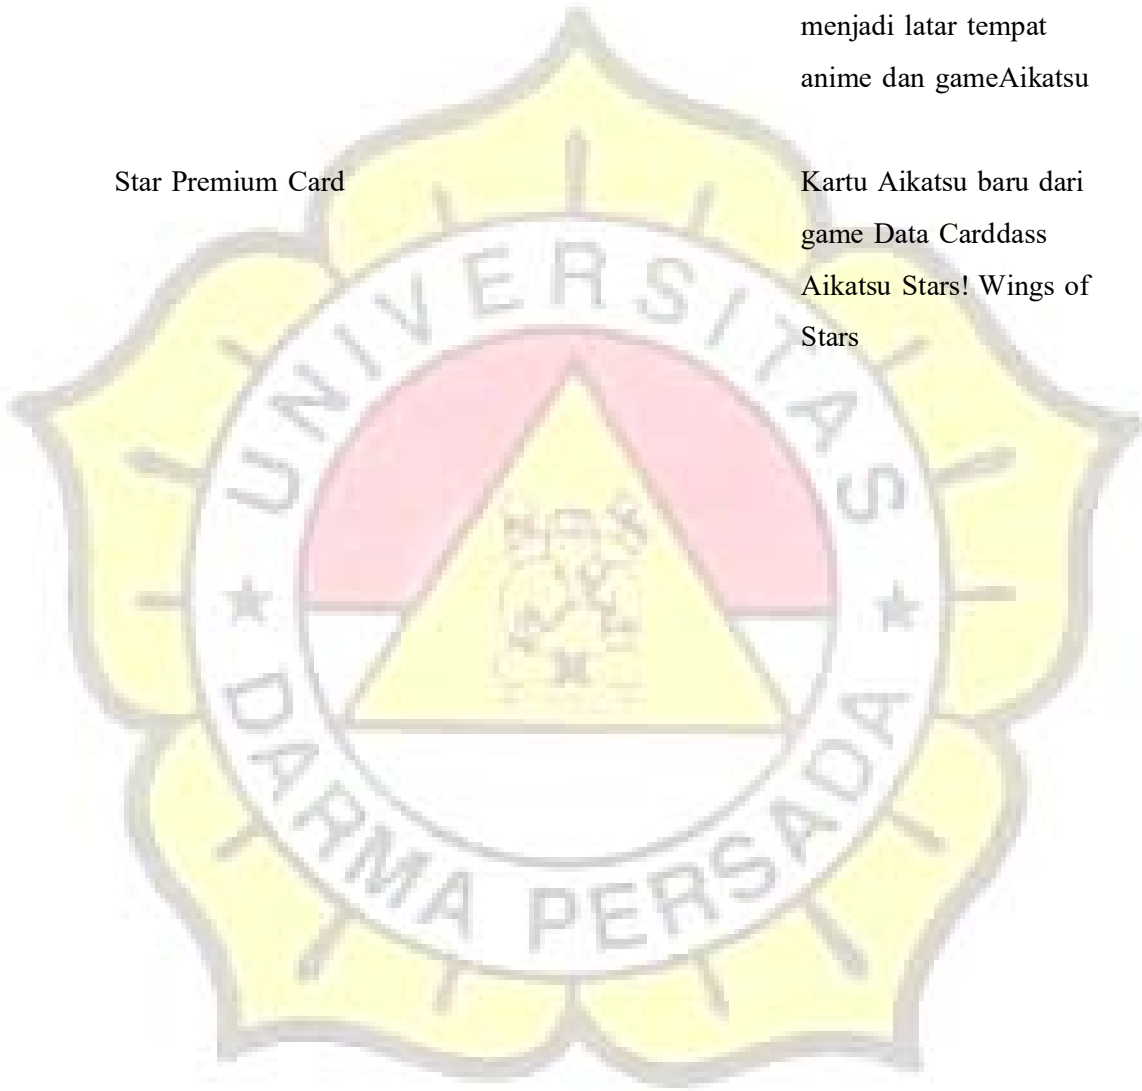 menjadi latar tempat
anime dan gameAikatsu
Star Premium Card
Kartu Aikatsu baru dari
game Data Carddass
Aikatsu Stars! Wings of
Stars
UNIVERSITAS
DARMA PERSADA